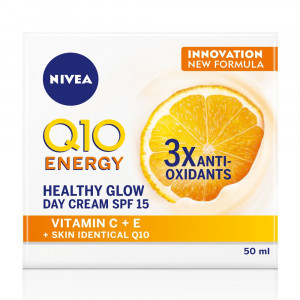 INNOVATION
NEW FORMULA
NIVEA
Q10
ENERGY
3x ANTI-
OXIDANTS
HEALTHY GLOW
DAY CREAM SPF 15
VITAMIN C + E
+ SKIN IDENTICAL Q10
50 ml